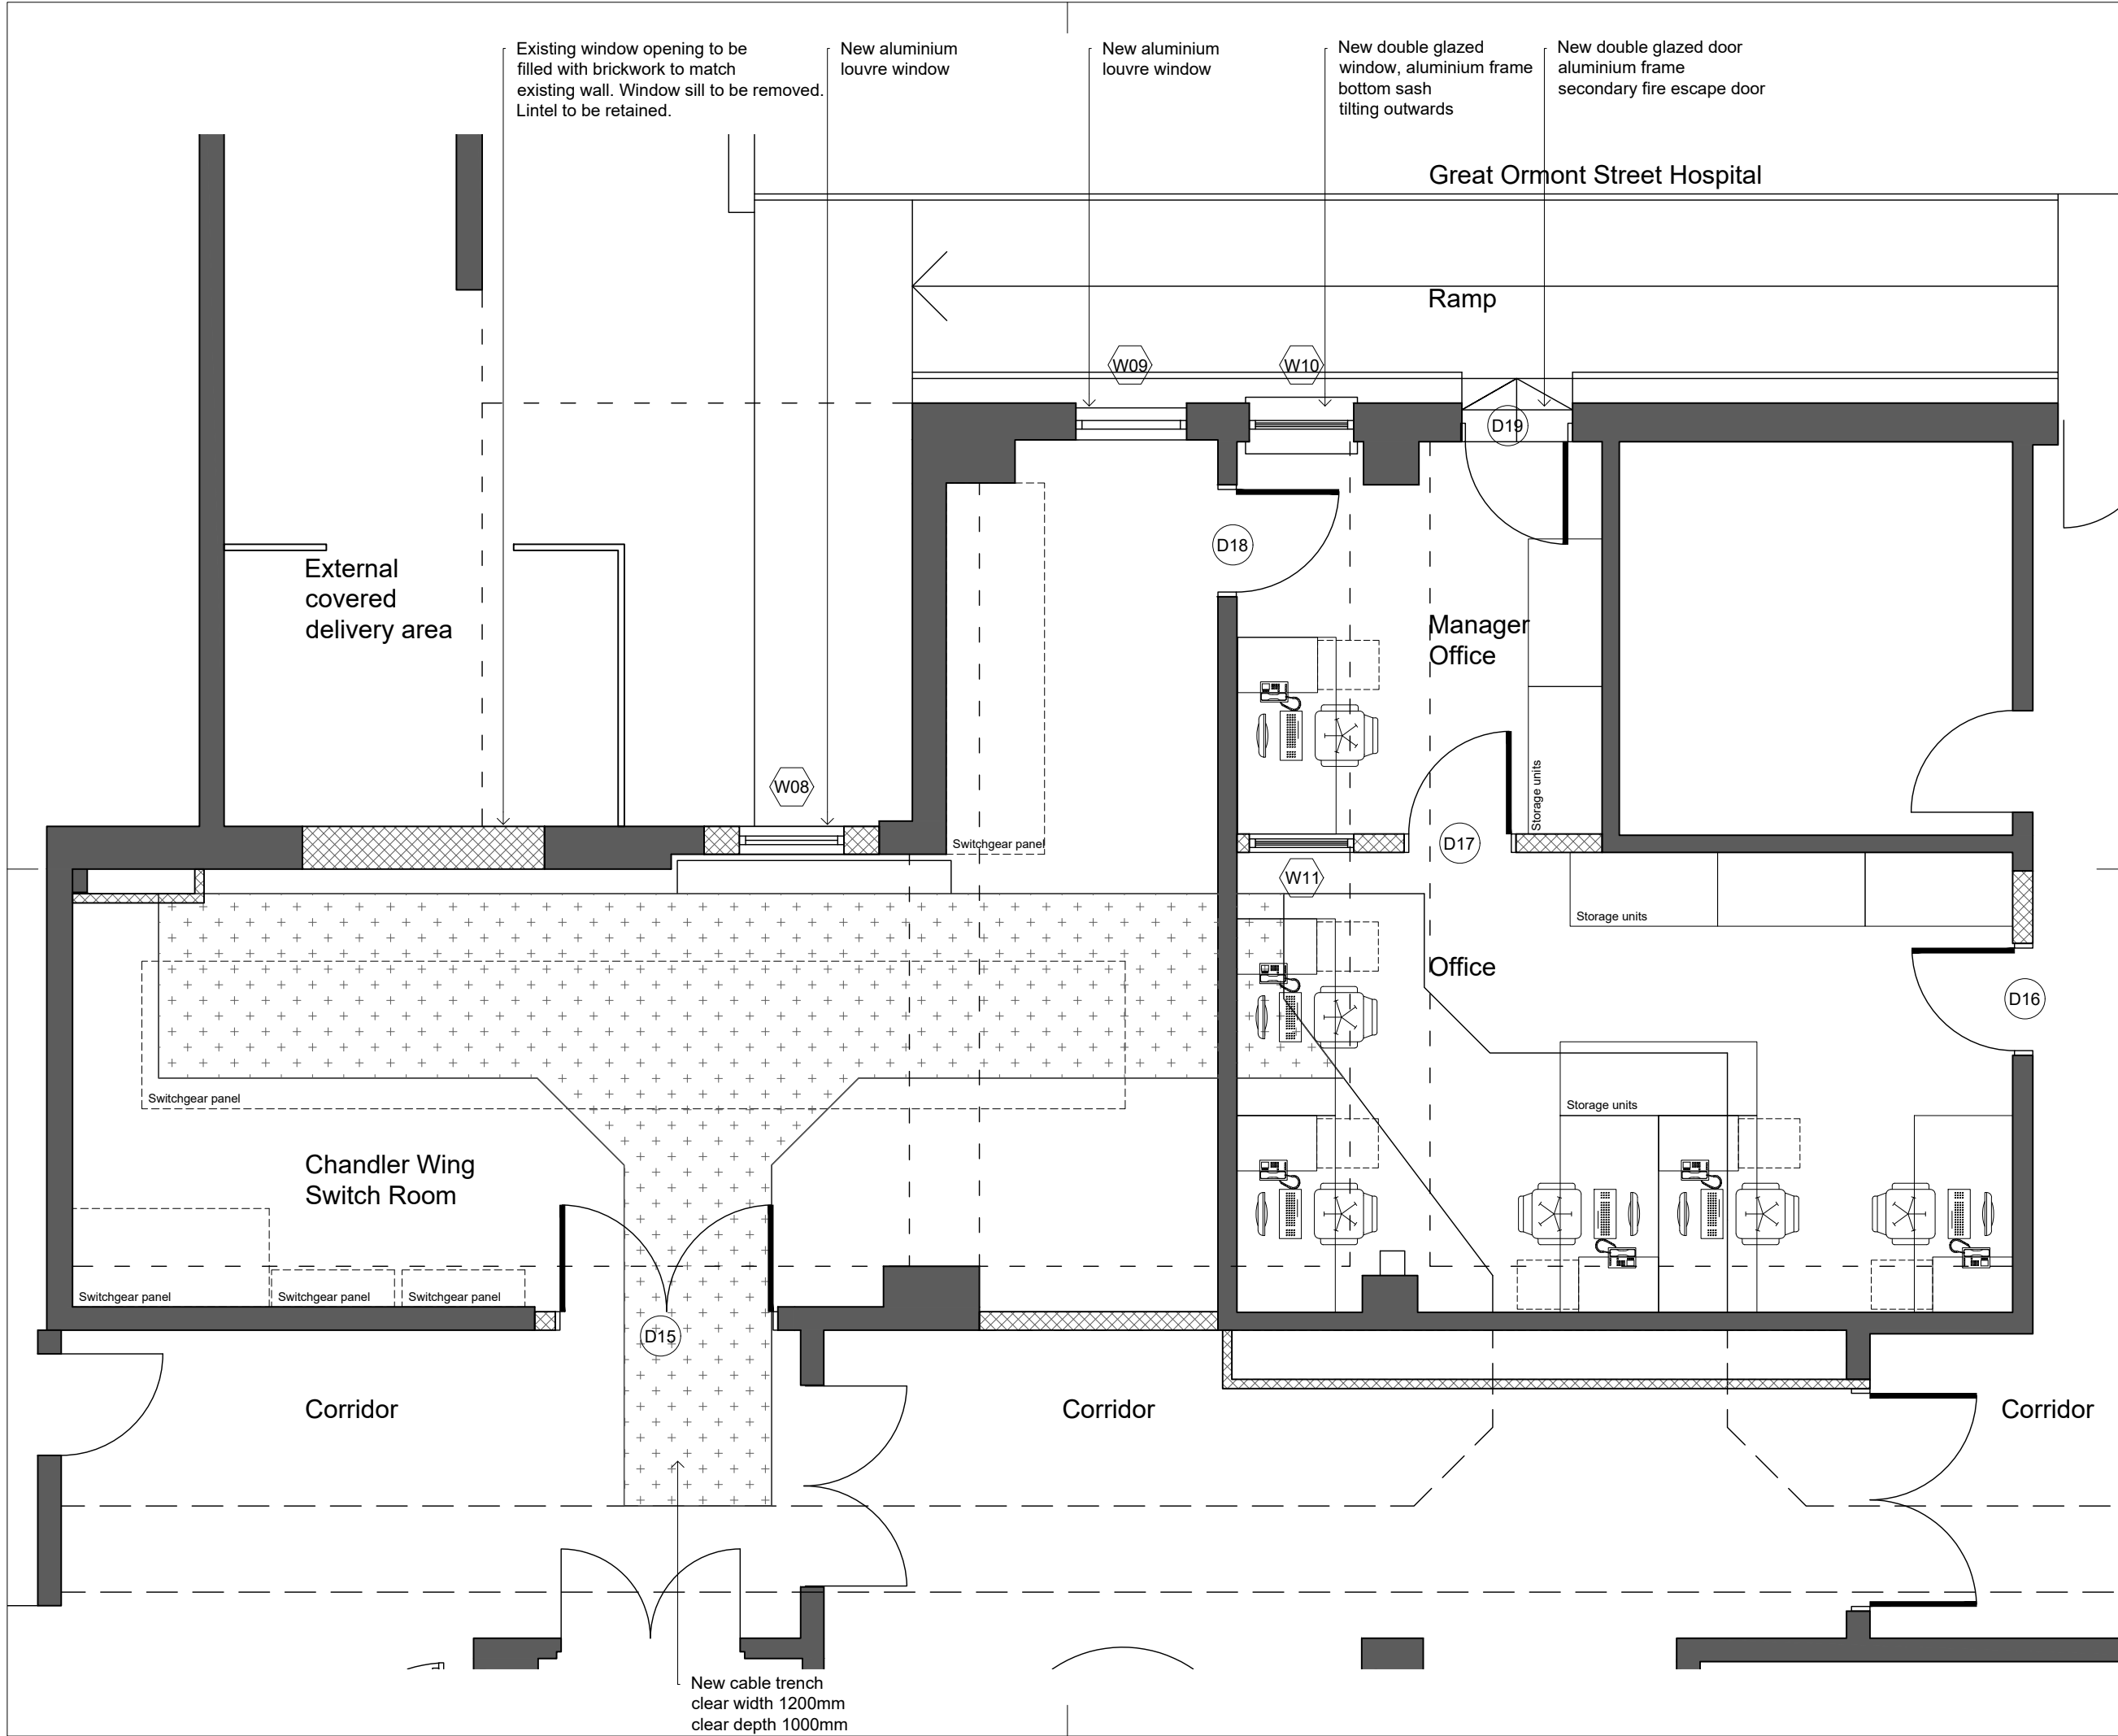 Existing window opening to be
filled with brickwork to match
existing wall. Window sill to be removed.
Lintel to be retained.
New aluminium
louvre window
New aluminium
louvre window
New double glazed
window, aluminium frame
bottom sash
tilting outwards
New double glazed door
aluminium frame
secondary fire escape door
Great Ormont Street Hospital
Ramp
W09
W10
D19
D18
External
covered
delivery area
Manager
Office
W08
Storage units
Switchgear panel
D17
W11
Storage units
Office
D16
Switchgear panel
Storage units
Chandler Wing
Switch Room
Switchgear panel
Switchgear panel
Switchgear panel
D15
Corridor
Corridor
Corridor
New cable trench
clear width 1200mm
clear depth 1000mm